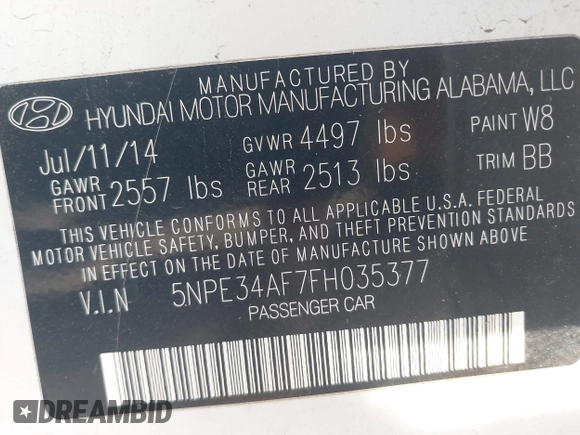 MANUFACTURED BY
HYUNDAI MOTOR MANUFACTURING ALABAMA, LLC
Jul/11/14 GVWR 4497 lbs PAINT W8
GAWR FRONT 2557 lbs GAWR REAR 2513 lbs TRIM BB
THIS VEHICLE CONFORMS TO ALL APPLICABLE U.S.A. FEDERAL
MOTOR VEHICLE SAFETY, BUMPER, AND THEFT PREVENTION STANDARDS
IN EFFECT ON THE DATE OF MANUFACTURE SHOWN ABOVE.
V.I.N 5NPE34AF7FH035377
PASSENGER CAR
DREAMBID